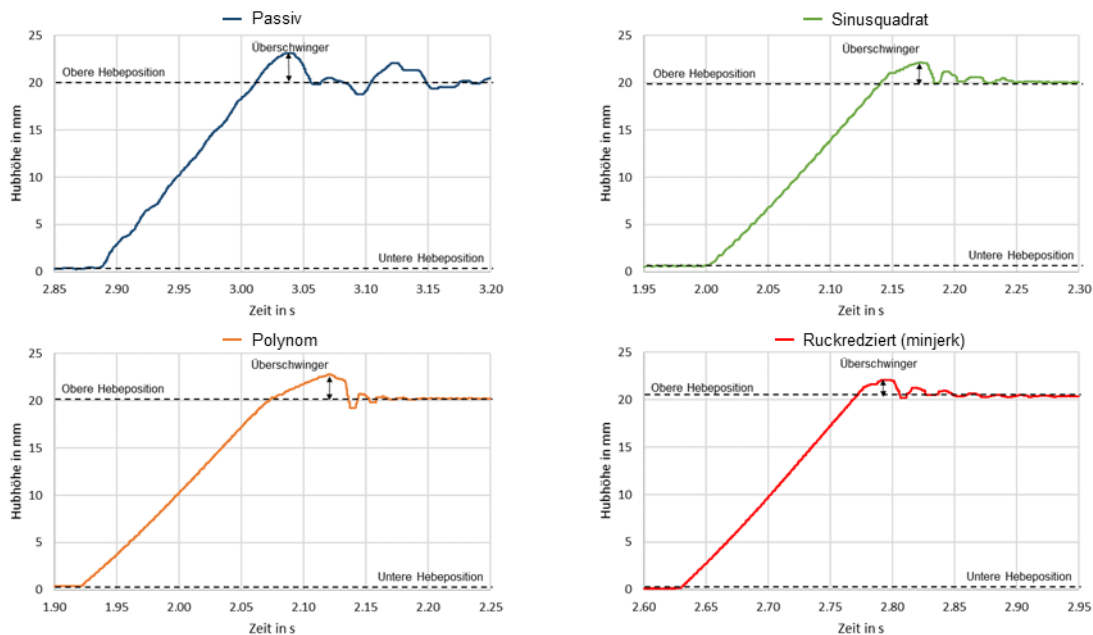 Passiv
25
20
15
10
5
0
Hubhöhe in mm
Überschwinger
Obere Hebeposition
Untere Hebeposition
2.85 2.90 2.95 3.00 3.05 3.10 3.15 3.20
Zeit in s
Sinusquadrat
25
20
15
10
5
0
Hubhöhe in mm
Überschwinger
Obere Hebeposition
Untere Hebeposition
1.95 2.00 2.05 2.10 2.15 2.20 2.25 2.30
Zeit in s
Polynom
25
20
15
10
5
0
Hubhöhe in mm
Überschwinger
Obere Hebeposition
Untere Hebeposition
1.90 1.95 2.00 2.05 2.10 2.15 2.20 2.25
Zeit in s
Ruckredziert (minjerk)
25
20
15
10
5
0
Hubhöhe in mm
Überschwinger
Obere Hebeposition
Untere Hebeposition
2.60 2.65 2.70 2.75 2.80 2.85 2.90 2.95
Zeit in s